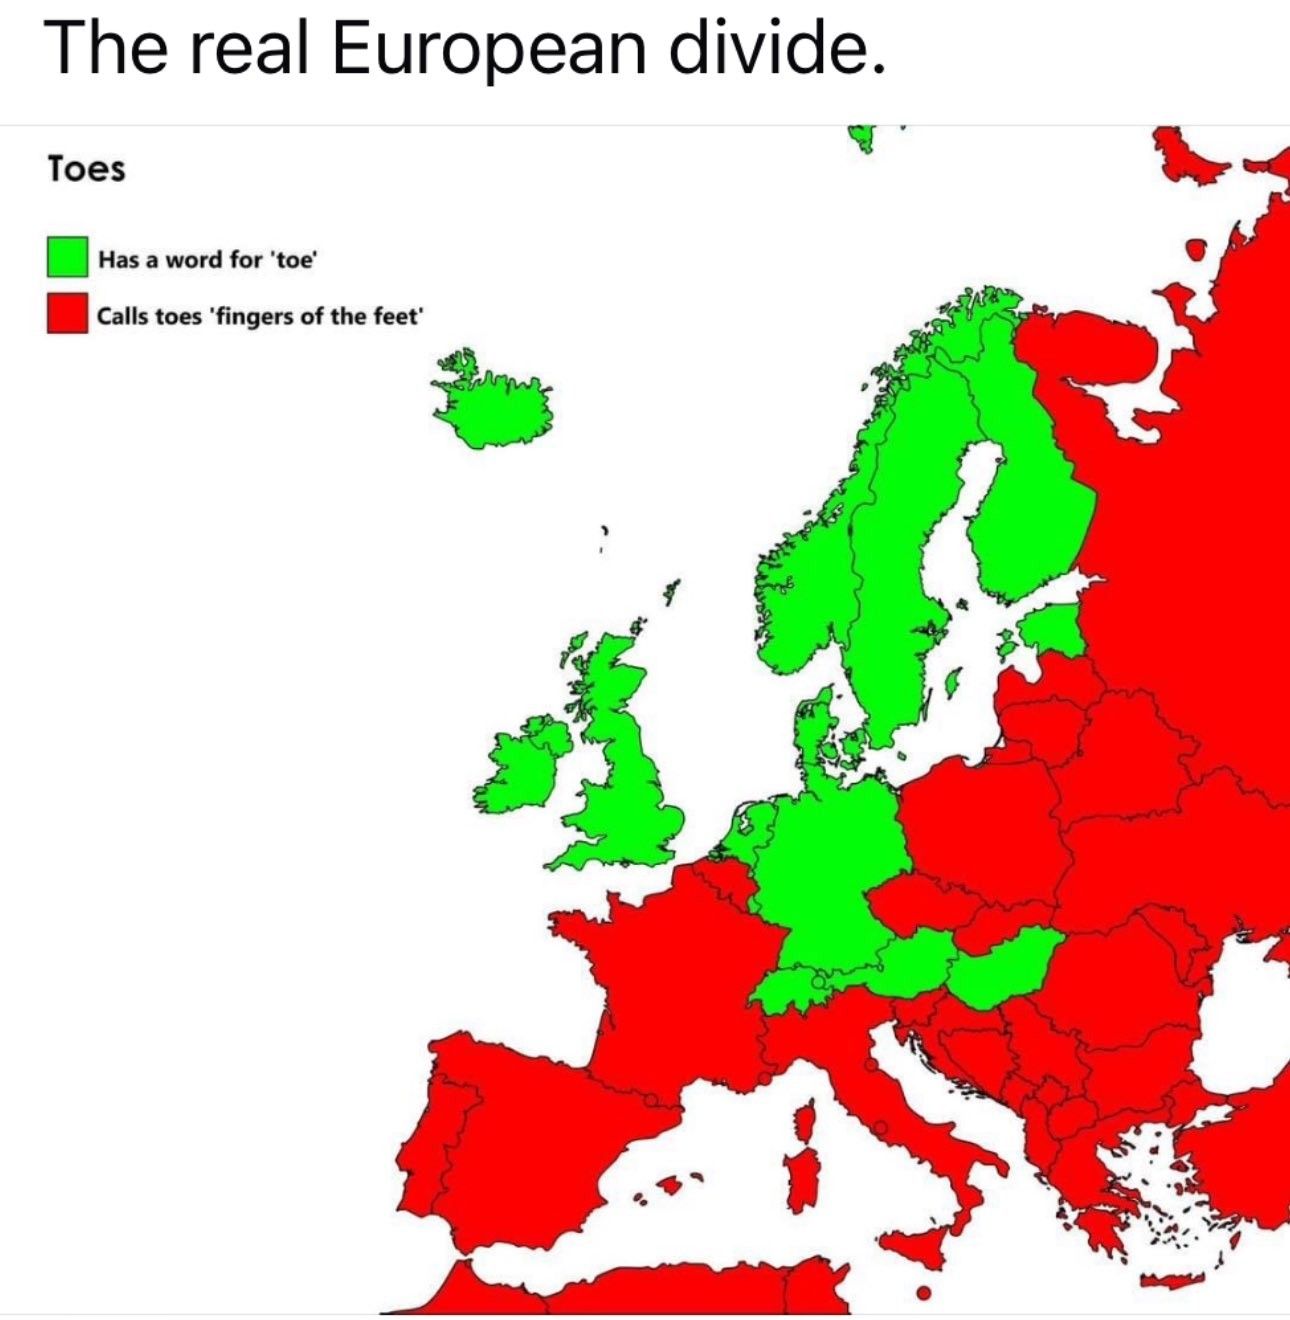 The real European divide.
Toes
Has a word for 'toe'
Calls toes 'fingers of the feet'